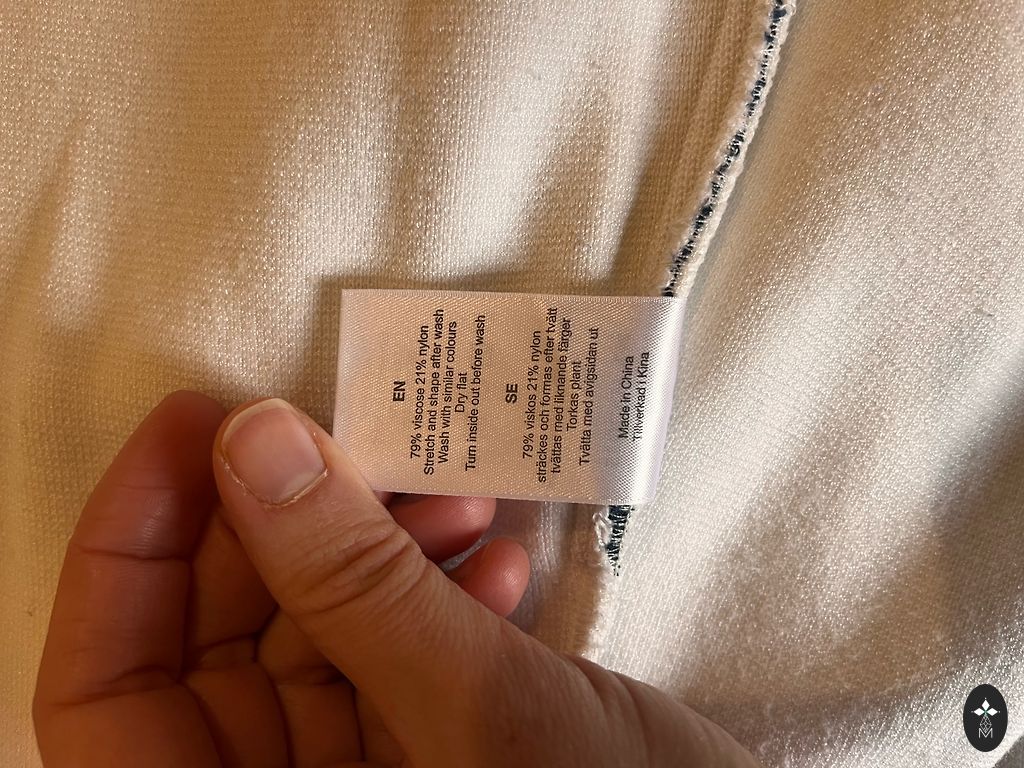 EN
79% viscose 21% nylon
Stretch and shape after wash
Wash with similar colours
Dry flat
Turn inside out before wash
SE
79% viskos 21% nylon
sträckes och formas efter tvätt
tvättas med liknande färger
Torkas plant
Tvätta med avigsidan ut
Made in China
Tillverkad i Kina
M